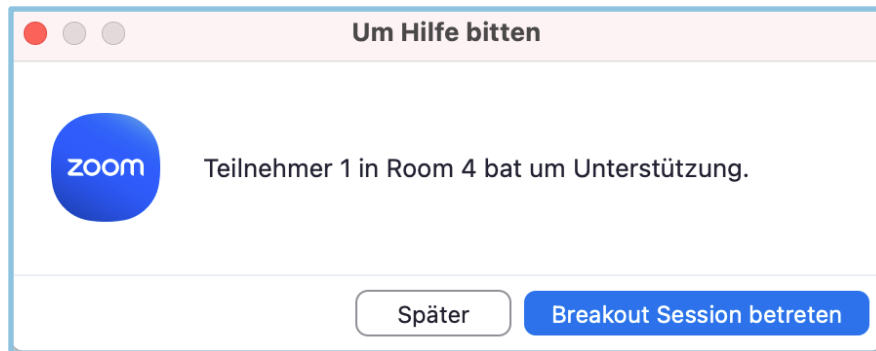 Um Hilfe bitten
zoom
Teilnehmer 1 in Room 4 bat um Unterstützung.
Später
Breakout Session betreten